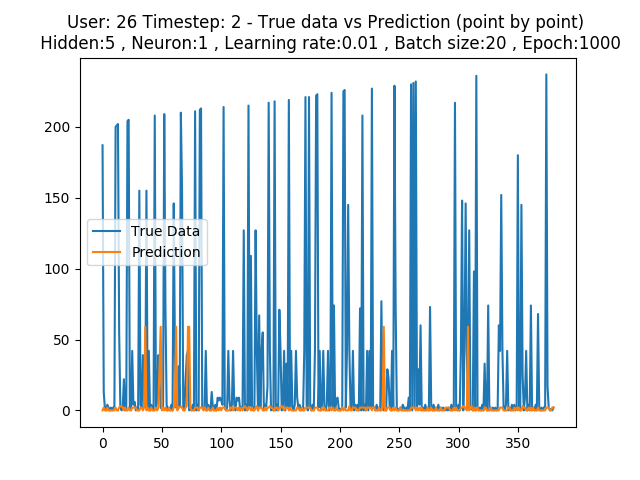 User: 26 Timestep: 2 - True data vs Prediction (point by point)
Hidden:5 , Neuron:1 , Learning rate:0.01 , Batch size:20 , Epoch:1000
200
150
100
50
0
True Data
Prediction
0 50 100 150 200 250 300 350